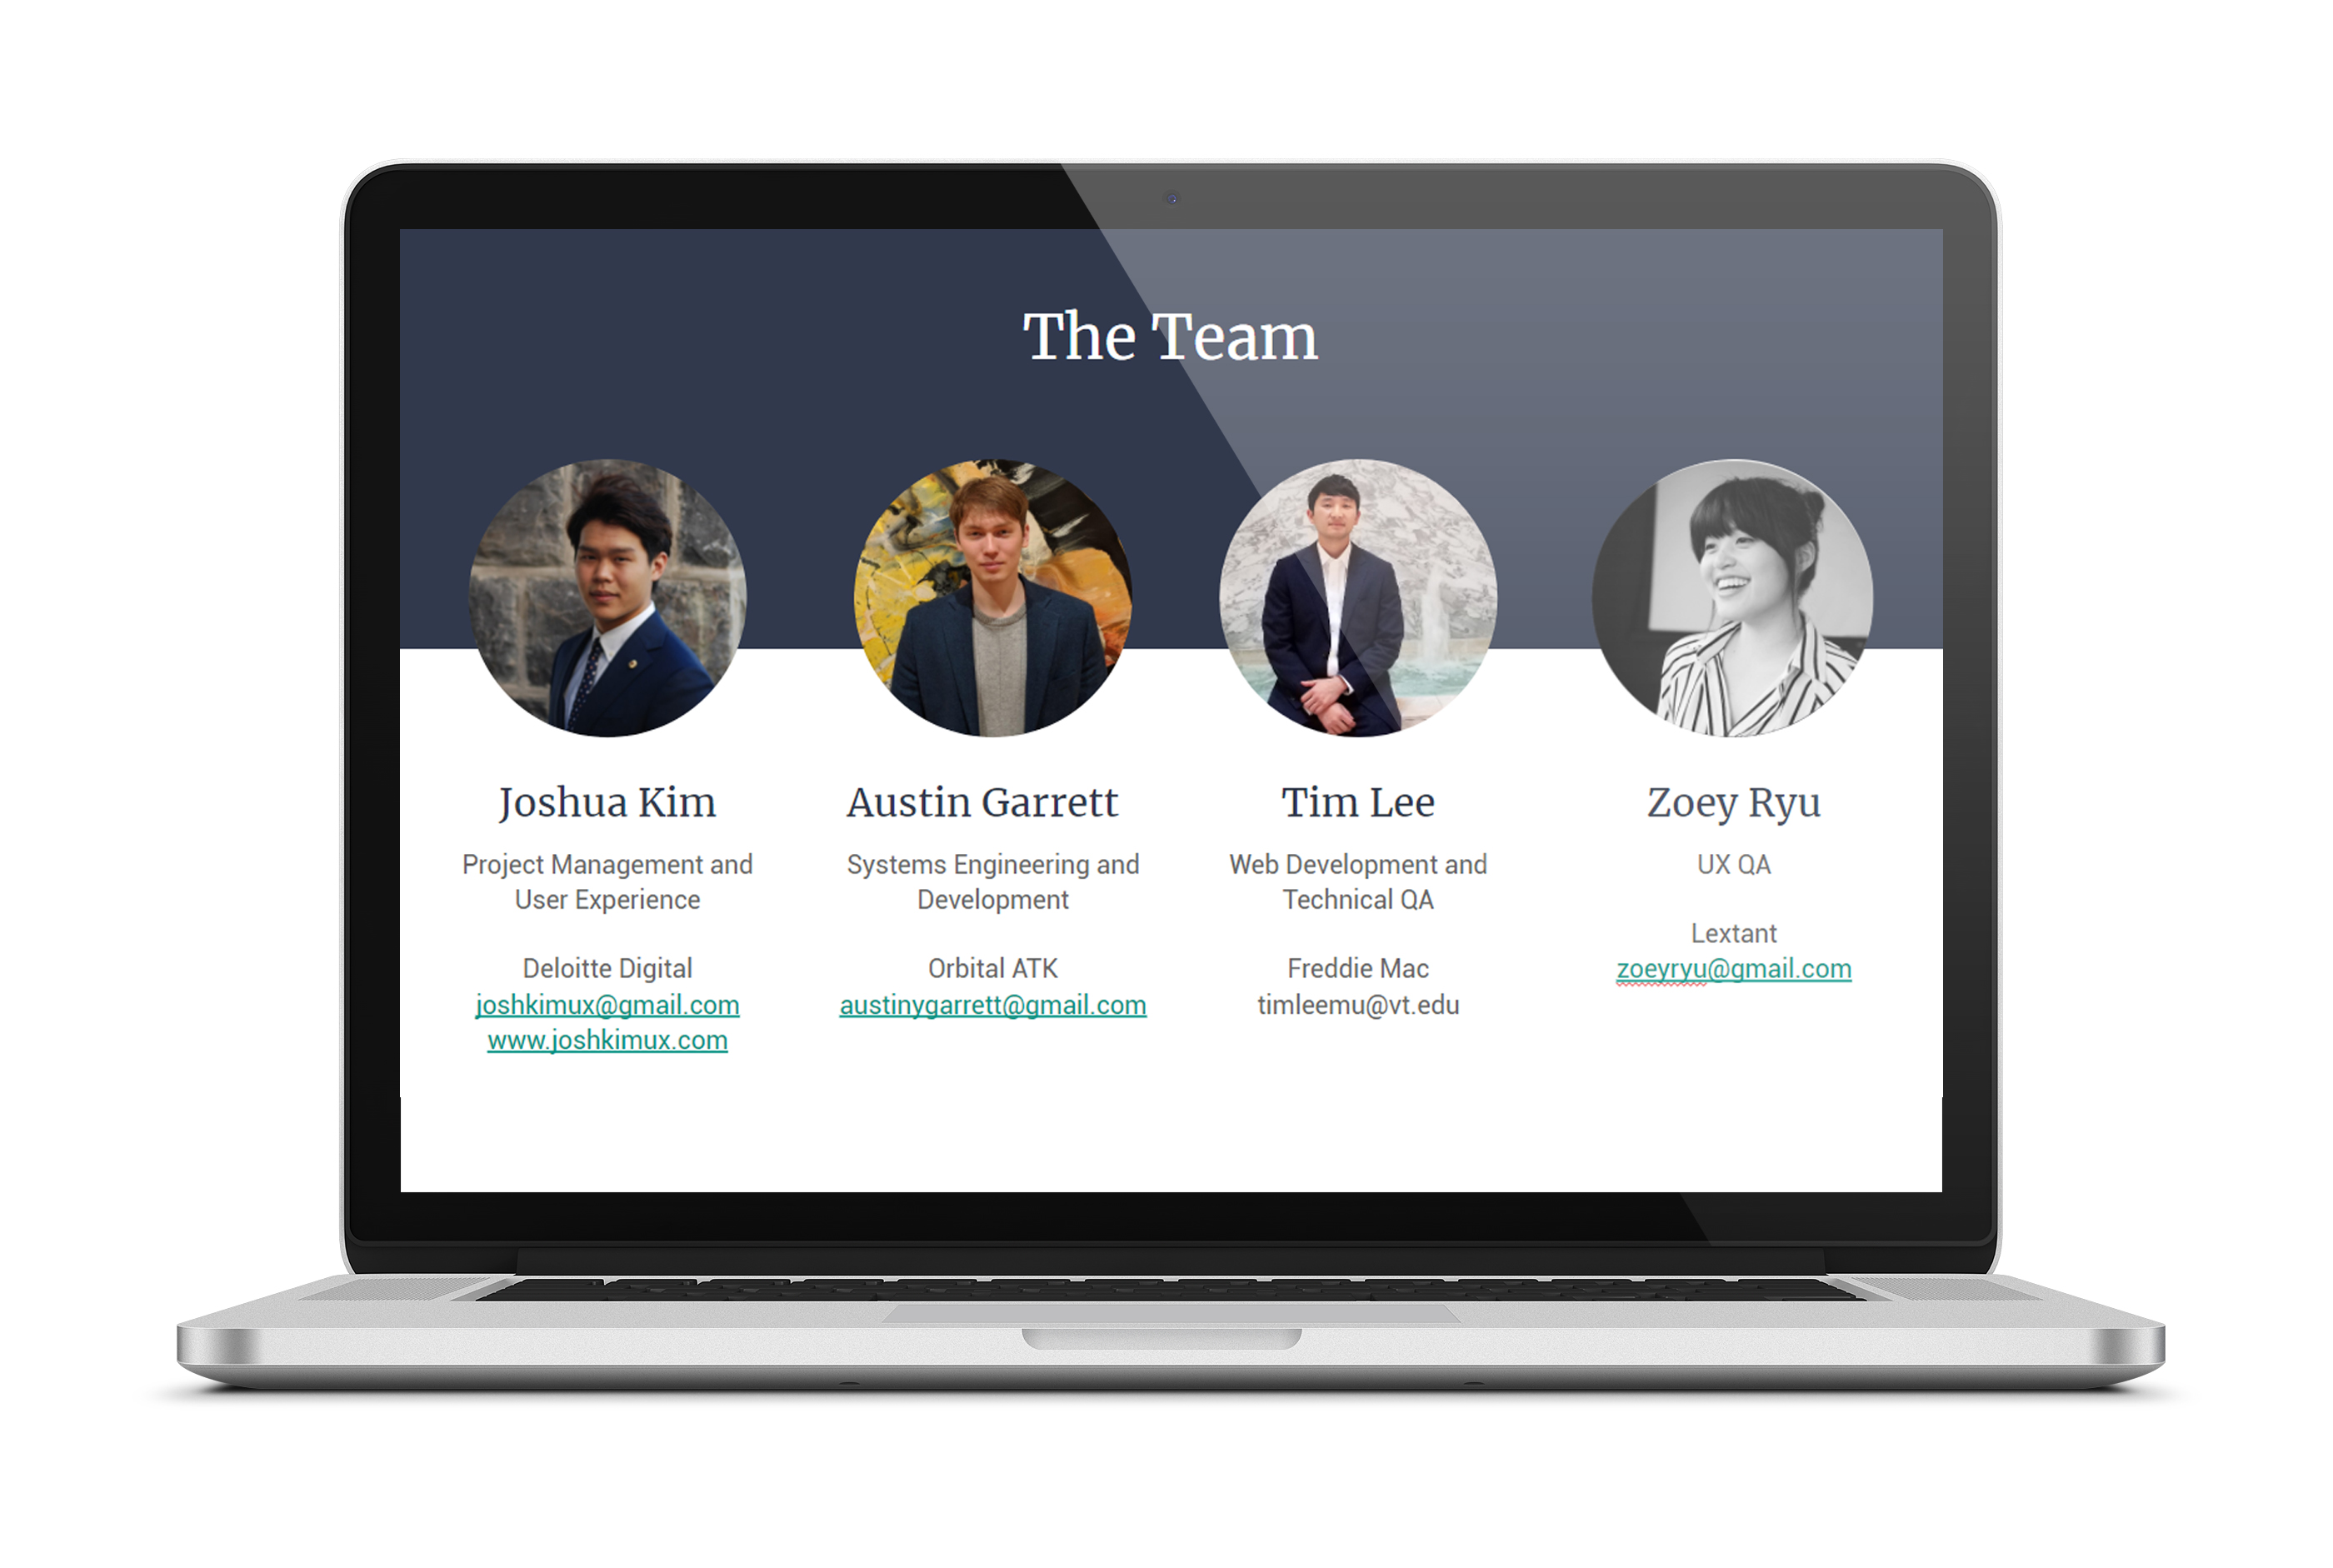 The Team
Joshua Kim
Project Management and
User Experience
Deloitte Digital
joshkimux@gmail.com
www.joshkimux.com
Austin Garrett
Systems Engineering and
Development
Orbital ATK
austinygarrett@gmail.com
Tim Lee
Web Development and
Technical QA
Freddie Mac
timleemu@vt.edu
Zoey Ryu
UX QA
Lextant
zoeyryu@gmail.com